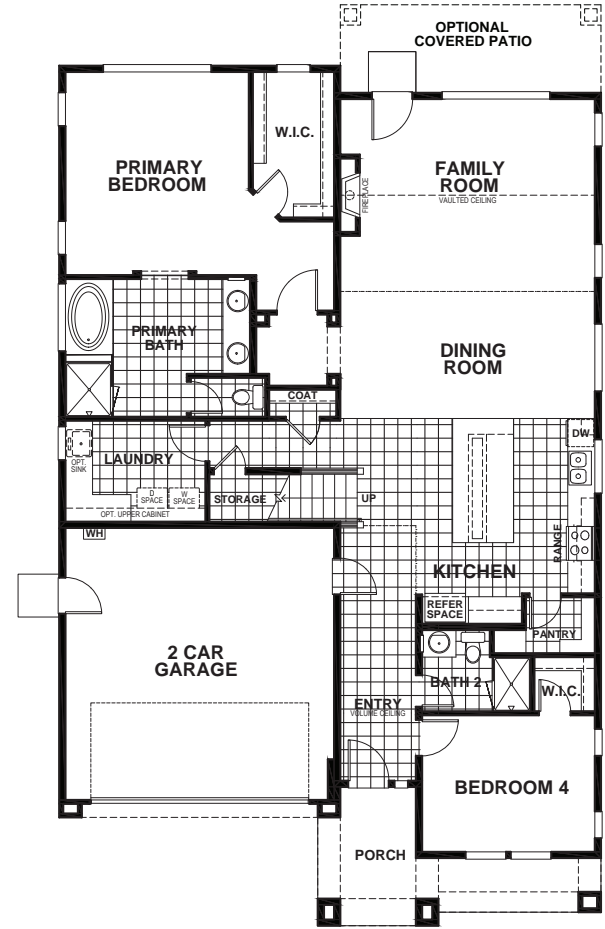 OPTIONAL
COVERED PATIO
W.I.C.
PRIMARY
BEDROOM
FAMILY
ROOM
VAULTED CEILING
FIREPLACE
PRIMARY
BATH
DINING
ROOM
COAT
DW
LAUNDRY
OPT.
SINK
D
SPACE
W
SPACE
OPT. UPPER CABINET
STORAGE
UP
WH
RANGE
KITCHEN
REFER
SPACE
PANTRY
2 CAR
GARAGE
BATH 2
W.I.C.
ENTRY
VOLUME CEILING
BEDROOM 4
PORCH